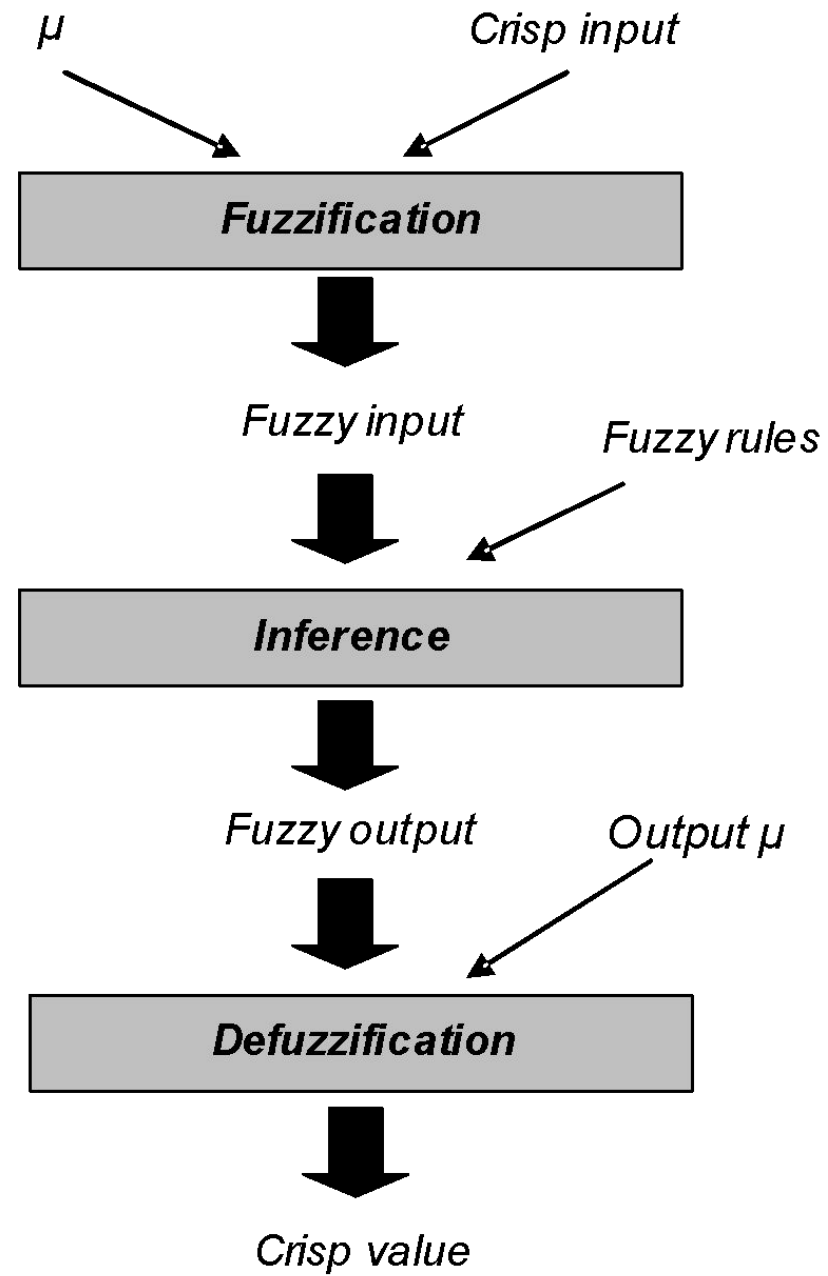 μ
Crisp input
Fuzzification
Fuzzy input
Fuzzy rules
Inference
Fuzzy output
Output μ
Defuzzification
Crisp value